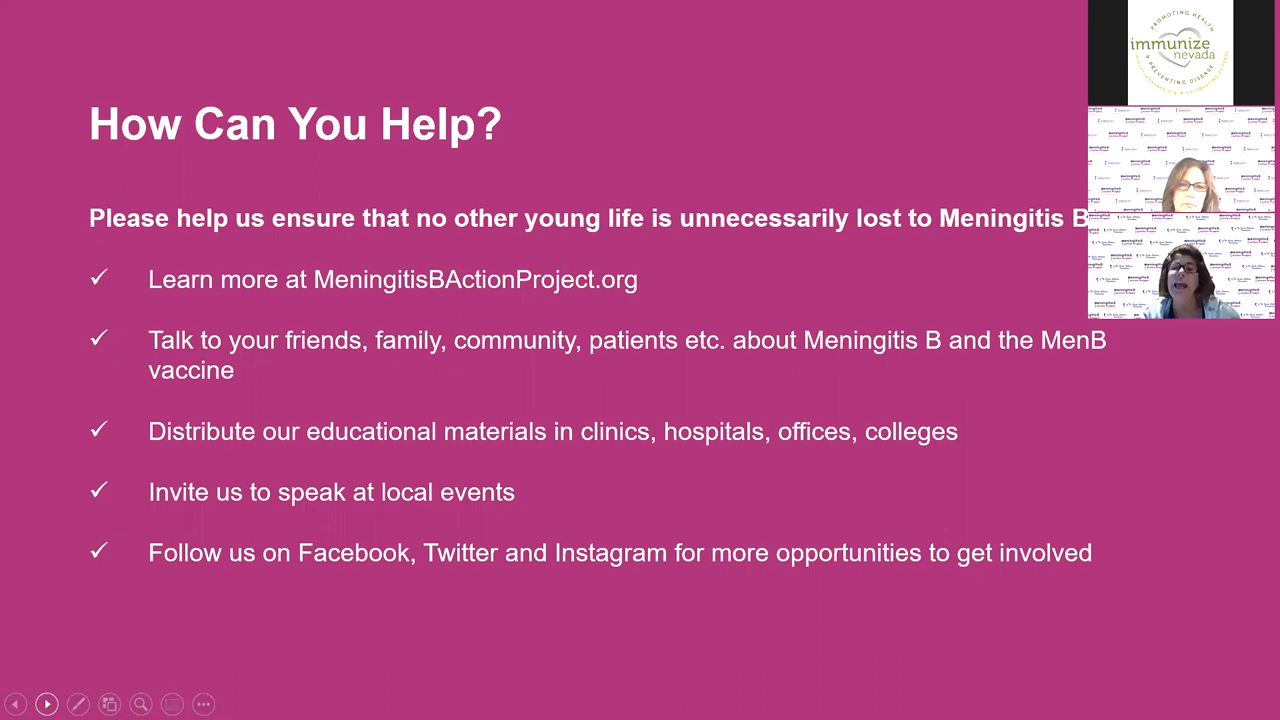 How Can You Help?
Please help us ensure that no other young life is unnecessarily lost to Meningitis B
✓ Learn more at MeningitisBActionProject.org
✓ Talk to your friends, family, community, patients etc. about Meningitis B and the MenB
vaccine
✓ Distribute our educational materials in clinics, hospitals, offices, colleges
✓ Invite us to speak at local events
✓ Follow us on Facebook, Twitter and Instagram for more opportunities to get involved
PROMOTING HEALTH
immunize
nevada
& PREVENTING DISEASE